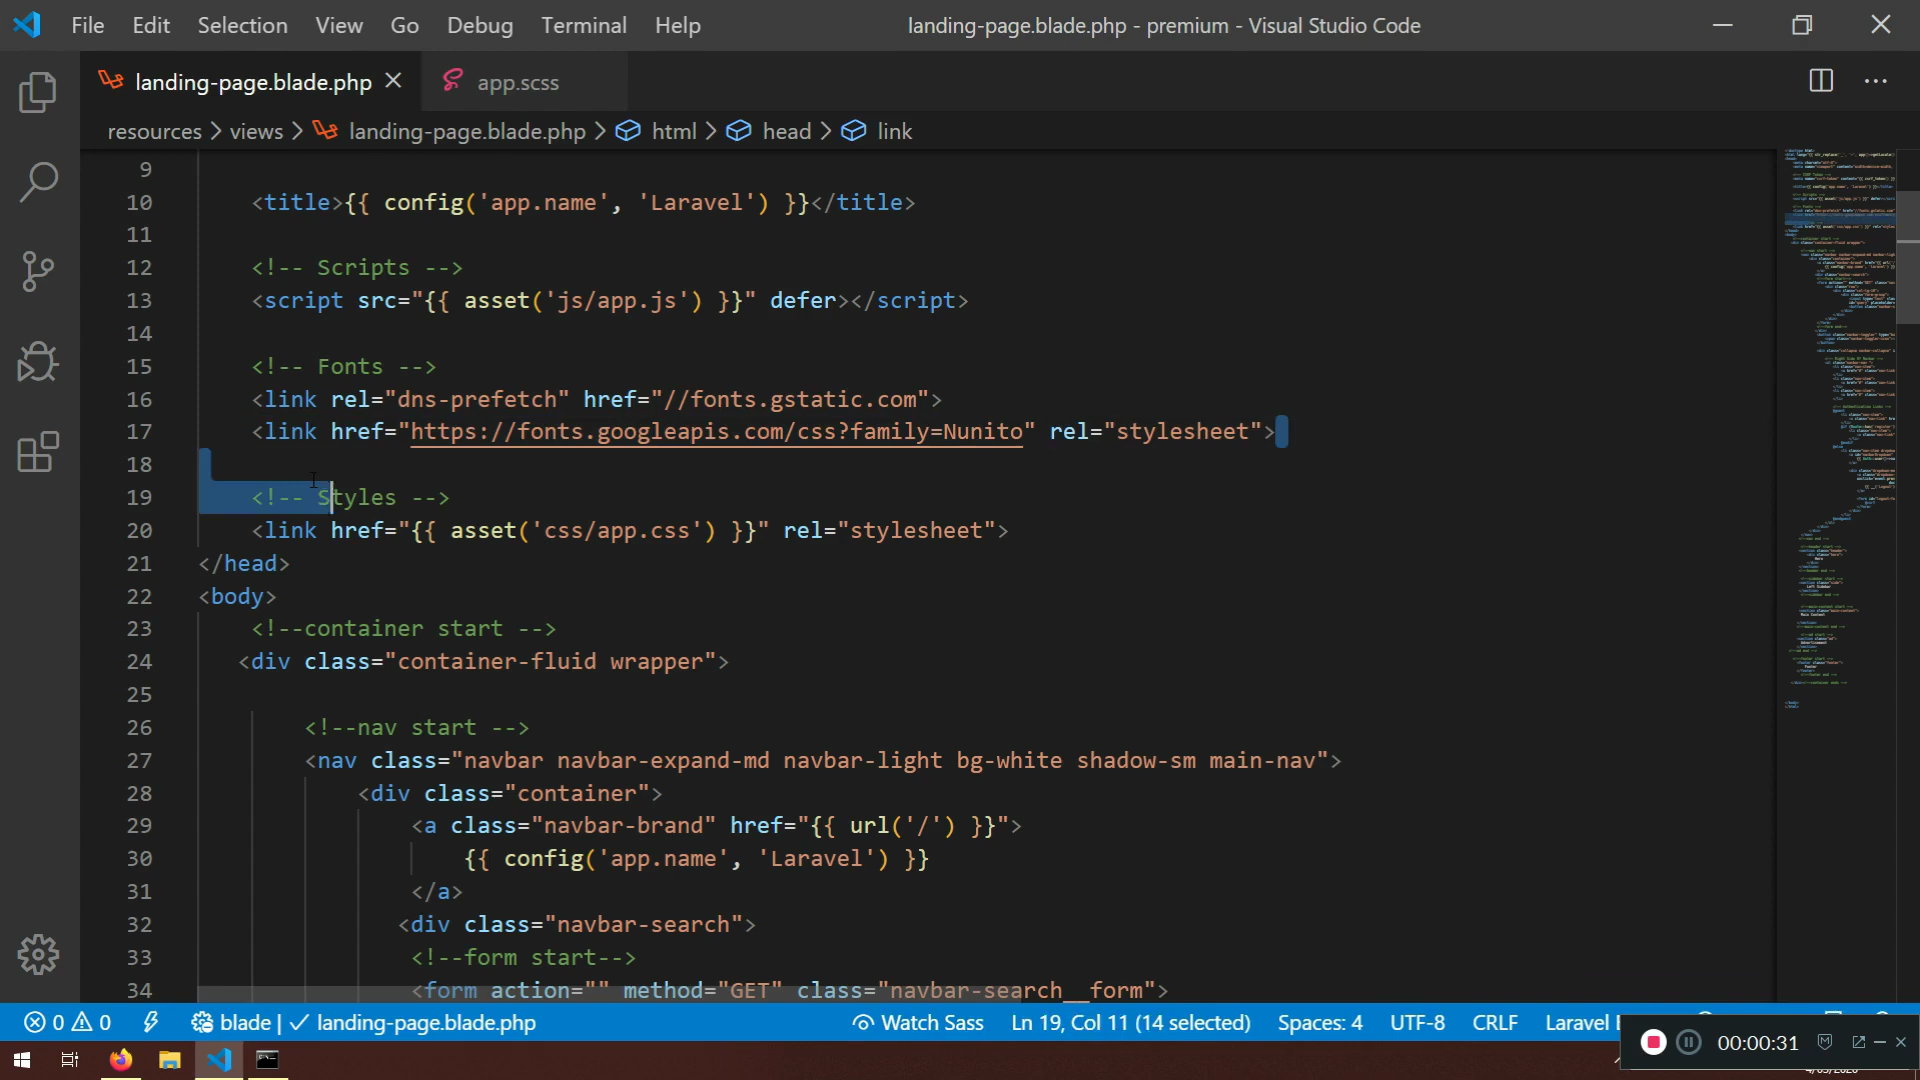 File Edit Selection View Go Debug Terminal Help landing-page.blade.php - premium - Visual Studio Code
landing-page.blade.php app.scss
resources > views > landing-page.blade.php > html > head > link
9
10 <title>{{ config('app.name', 'Laravel') }}</title>
11
12 <!-- Scripts -->
13 <script src="{{ asset('js/app.js') }}" defer></script>
14
15 <!-- Fonts -->
16 <link rel="dns-prefetch" href="//fonts.gstatic.com">
17 <link href="https://fonts.googleapis.com/css?family=Nunito" rel="stylesheet">
18
19 <!-- Styles -->
20 <link href="{{ asset('css/app.css') }}" rel="stylesheet">
21 </head>
22 <body>
23 <!--container start -->
24 <div class="container-fluid wrapper">
25
26 <!--nav start -->
27 <nav class="navbar navbar-expand-md navbar-light bg-white shadow-sm main-nav">
28 <div class="container">
29 <a class="navbar-brand" href="{{ url('/') }}">
30 {{ config('app.name', 'Laravel') }}
31 </a>
32 <div class="navbar-search">
33 <!--form start-->
34 <form action="" method="GET" class="navbar-search__form">
0 0 blade | ✓ landing-page.blade.php Watch Sass Ln 19, Col 11 (14 selected) Spaces: 4 UTF-8 CRLF Laravel
00:00:31